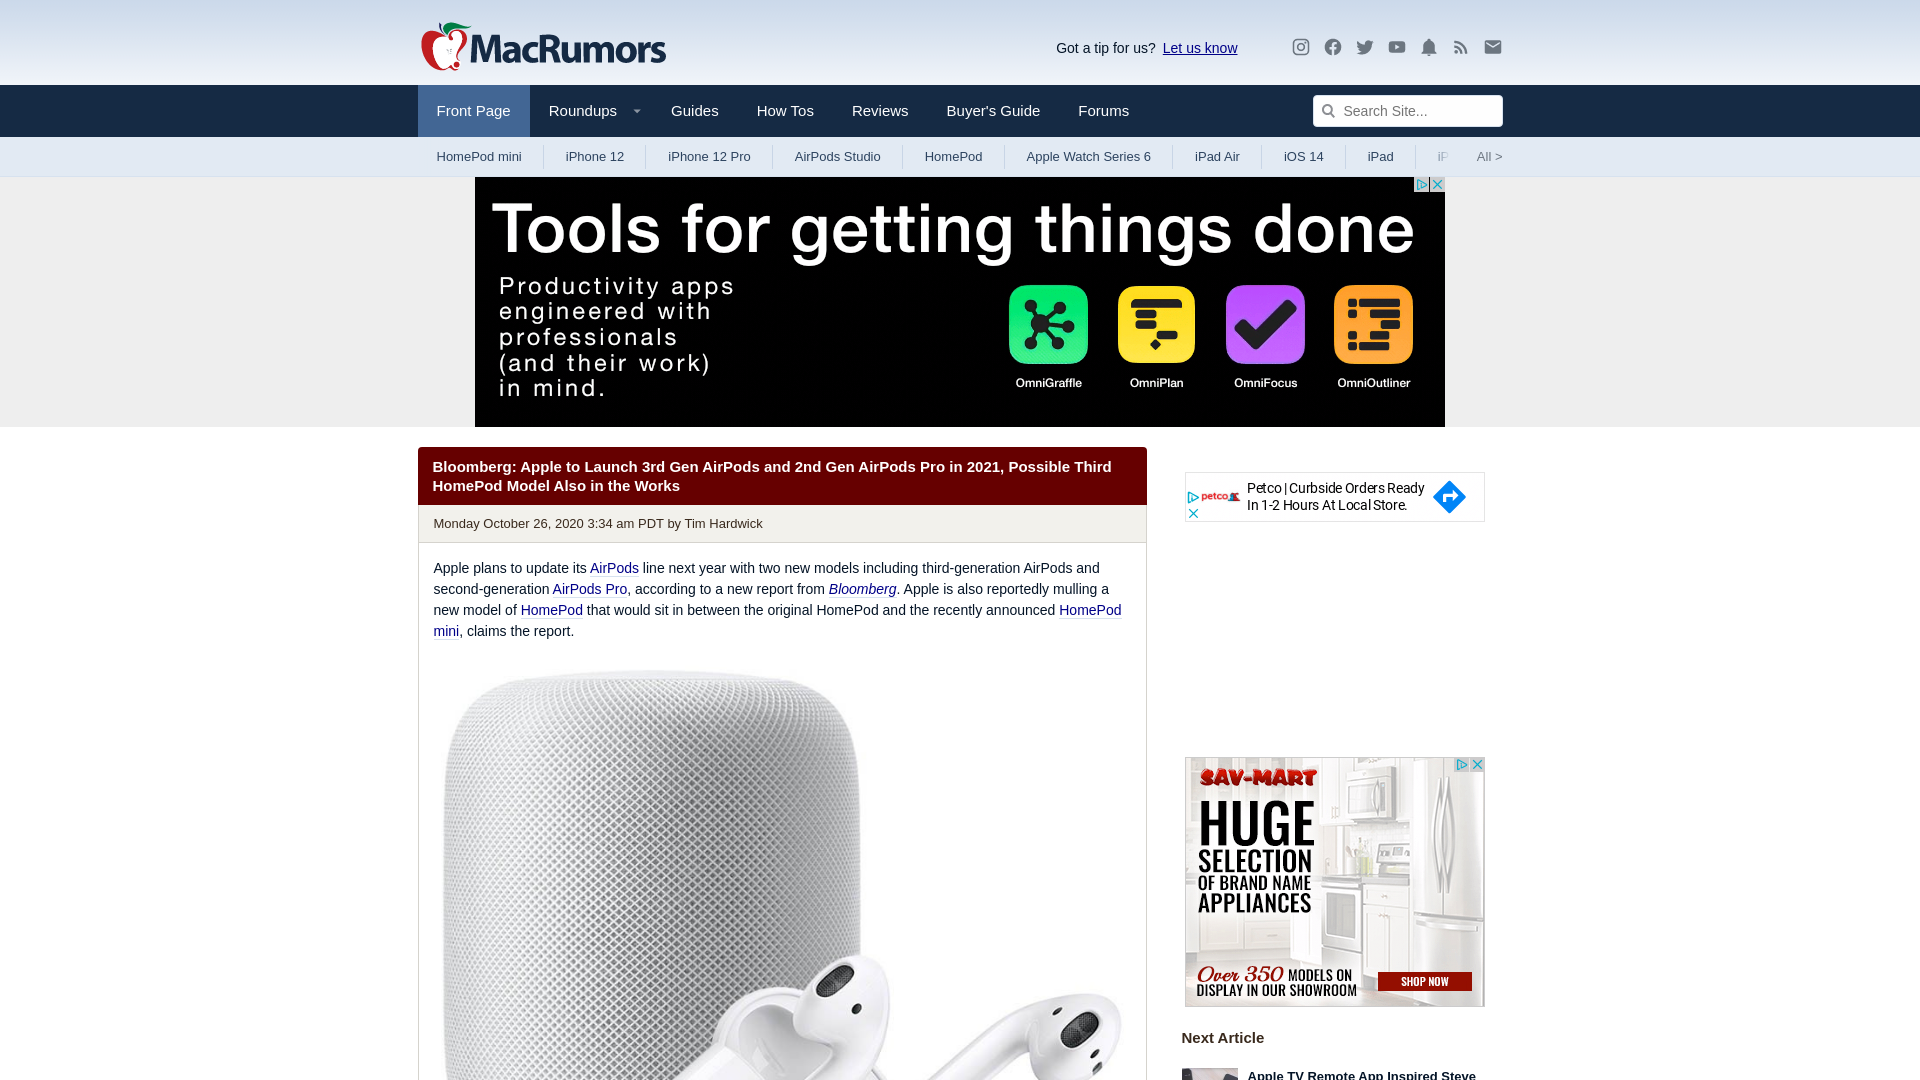 MacRumors
Got a tip for us? Let us know
Front Page Roundups Guides How Tos Reviews Buyer's Guide Forums Search Site...
HomePod mini iPhone 12 iPhone 12 Pro AirPods Studio HomePod Apple Watch Series 6 iPad Air iOS 14 iPad iP All >
Tools for getting things done
Productivity apps
engineered with
professionals
(and their work)
in mind.
OmniGraffle OmniPlan OmniFocus OmniOutliner
Bloomberg: Apple to Launch 3rd Gen AirPods and 2nd Gen AirPods Pro in 2021, Possible Third
HomePod Model Also in the Works
Monday October 26, 2020 3:34 am PDT by Tim Hardwick
Apple plans to update its AirPods line next year with two new models including third-generation AirPods and
second-generation AirPods Pro, according to a new report from Bloomberg. Apple is also reportedly mulling a
new model of HomePod that would sit in between the original HomePod and the recently announced HomePod
mini, claims the report.
petco
Petco | Curbside Orders Ready
In 1-2 Hours At Local Store.
SAV-MART
HUGE
SELECTION
OF BRAND NAME
APPLIANCES
Over 350 MODELS ON
DISPLAY IN OUR SHOWROOM
SHOP NOW
Next Article
Apple TV Remote App Inspired Steve